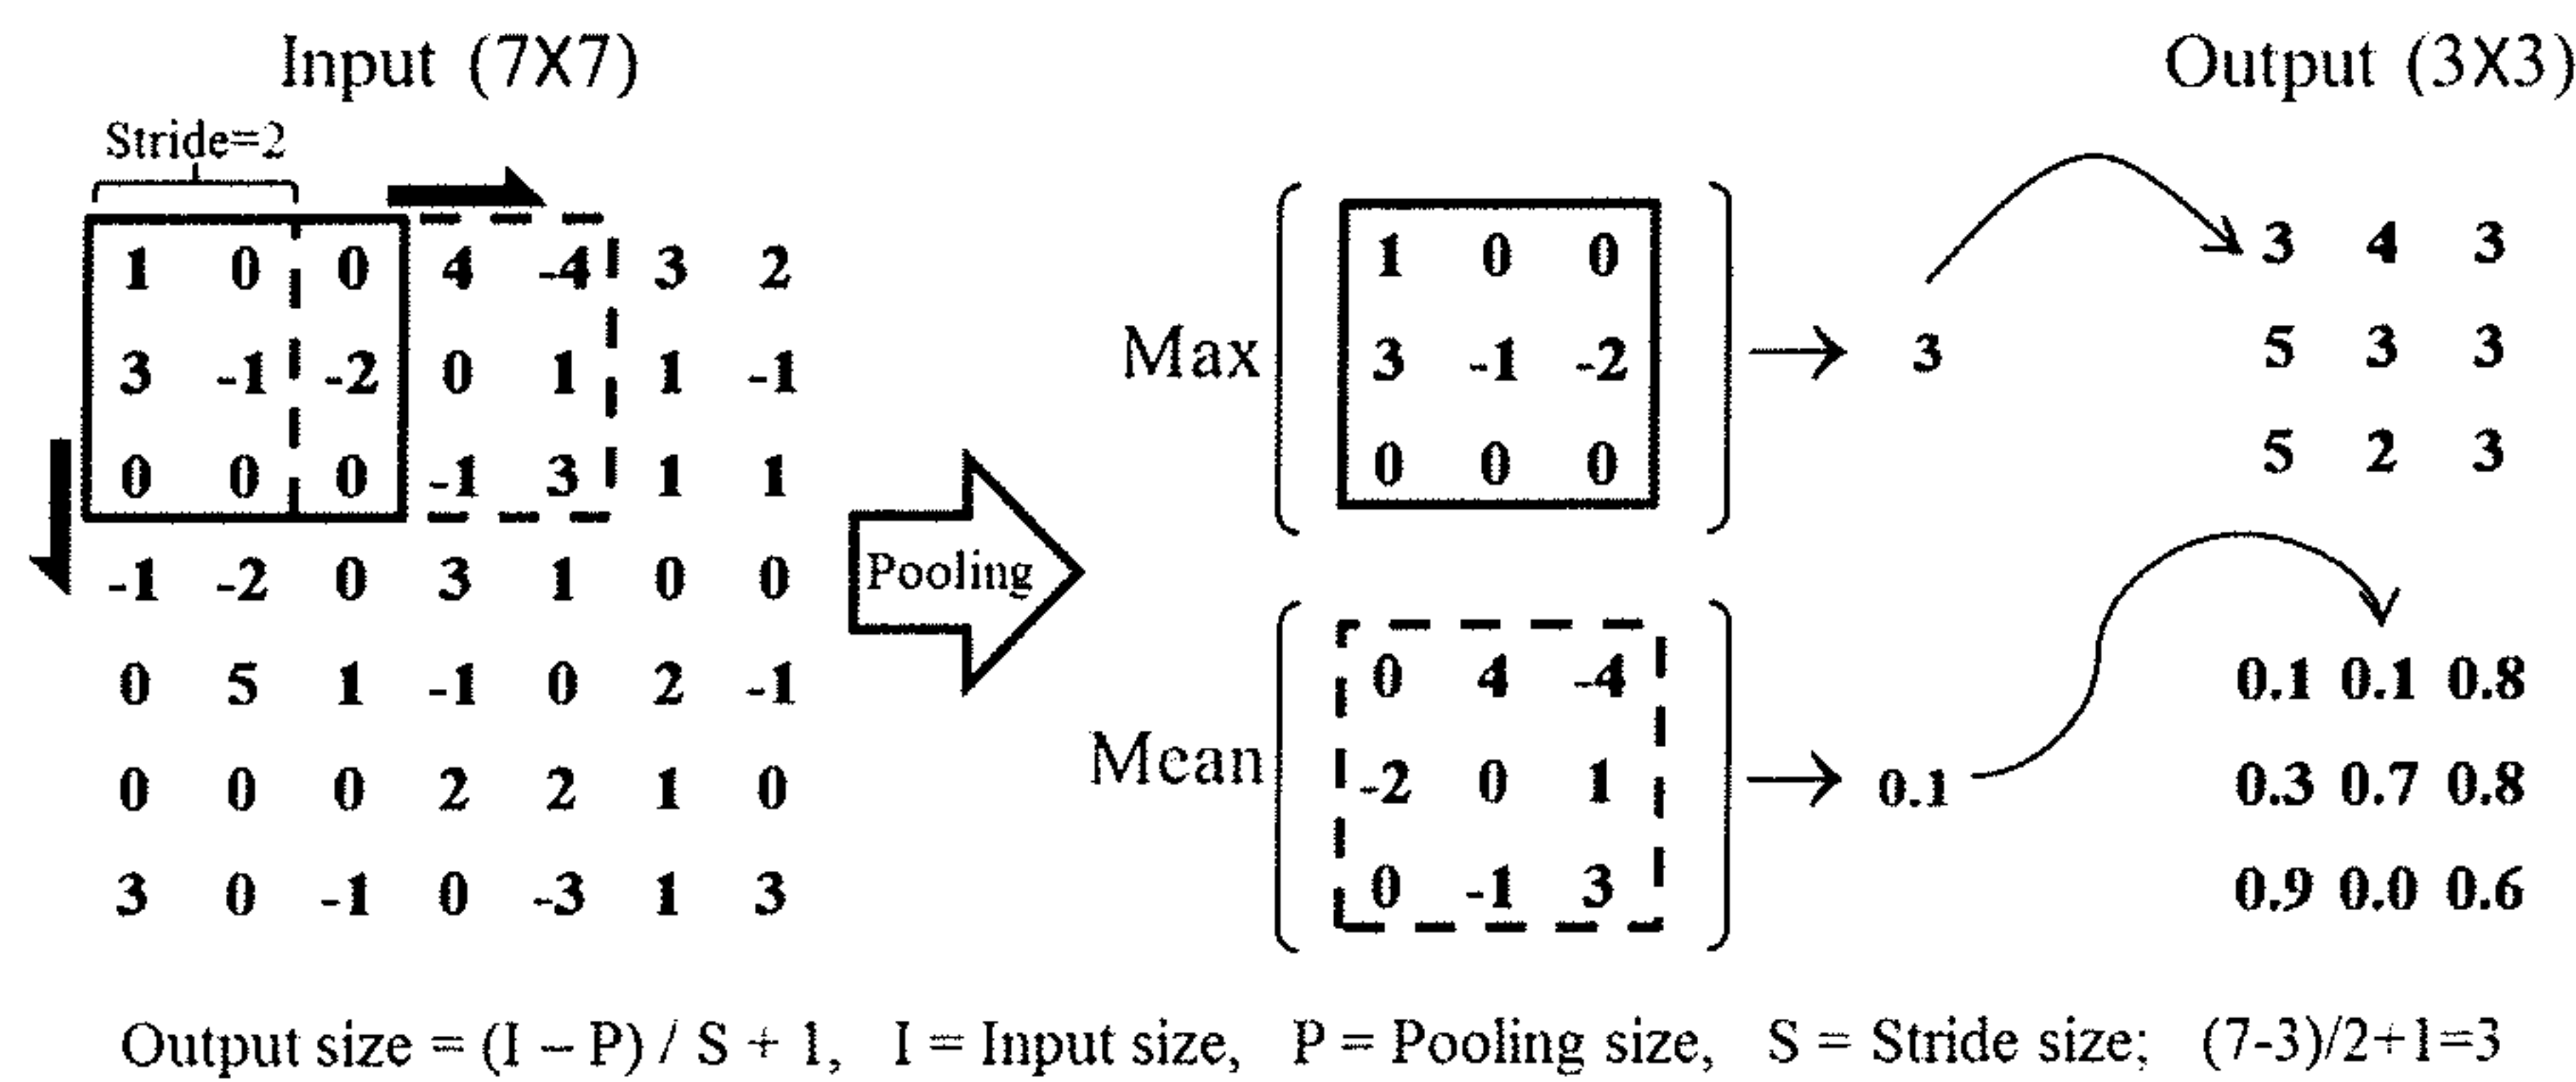 Input (7X7)
Output (3X3)
Stride=2
1 0 0 4 -4 3 2
3 -1 -2 0 1 1 -1
0 0 0 -1 3 1 1
-1 -2 0 3 1 0 0
0 5 1 -1 0 2 -1
0 0 0 2 2 1 0
3 0 -1 0 -3 1 3
Pooling
Max
1 0 0
3 -1 -2
0 0 0
3
3 4 3
5 3 3
5 2 3
Mean
0 4 -4
-2 0 1
0 -1 3
0.1
0.1 0.1 0.8
0.3 0.7 0.8
0.9 0.0 0.6
Output size = (I – P) / S + 1, I = Input size, P = Pooling size, S = Stride size; (7-3)/2+1=3